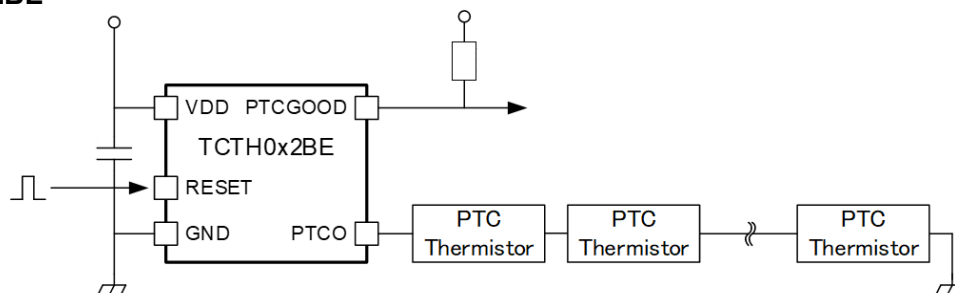 VDD PTCGOOD
TCTH0x2BE
RESET
GND PTCO
PTC
Thermistor
PTC
Thermistor
PTC
Thermistor